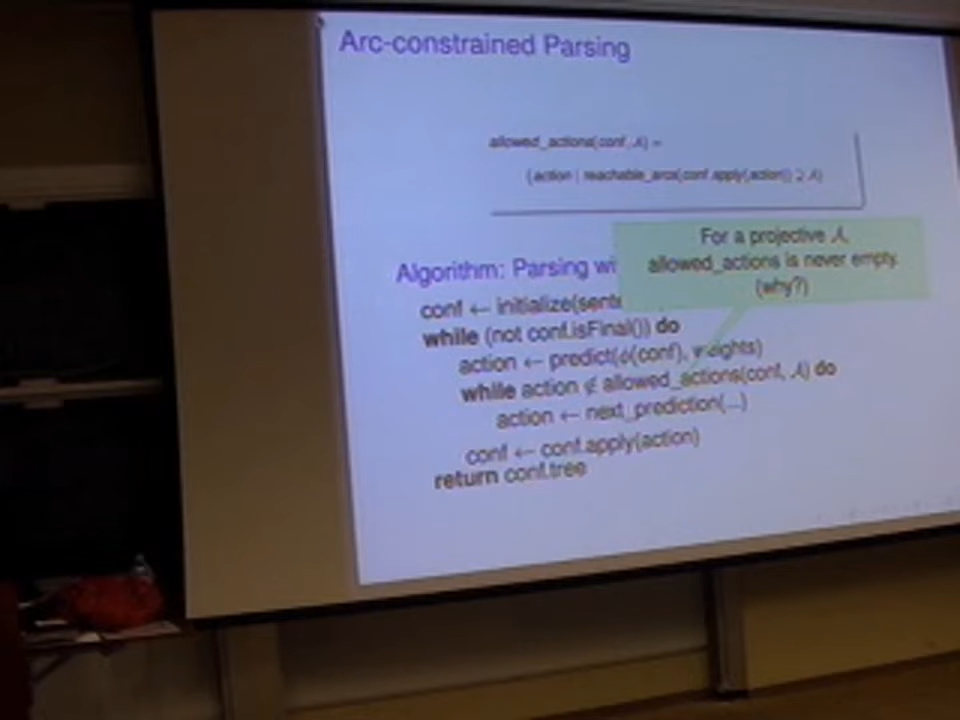 Arc-constrained Parsing
allowed_actions(conf, 𝒜) =
{action | reachable_arcs(conf.apply(action)) ⊇ 𝒜}
For a projective 𝒜,
allowed_actions is never empty.
(why?)
Algorithm: Parsing wi
conf ← initialize(sent
while (not conf.isFinal()) do
action ← predict(ϕ(conf), weights)
while action ∉ allowed_actions(conf, 𝒜) do
action ← next_prediction(...)
conf ← conf.apply(action)
return conf.tree